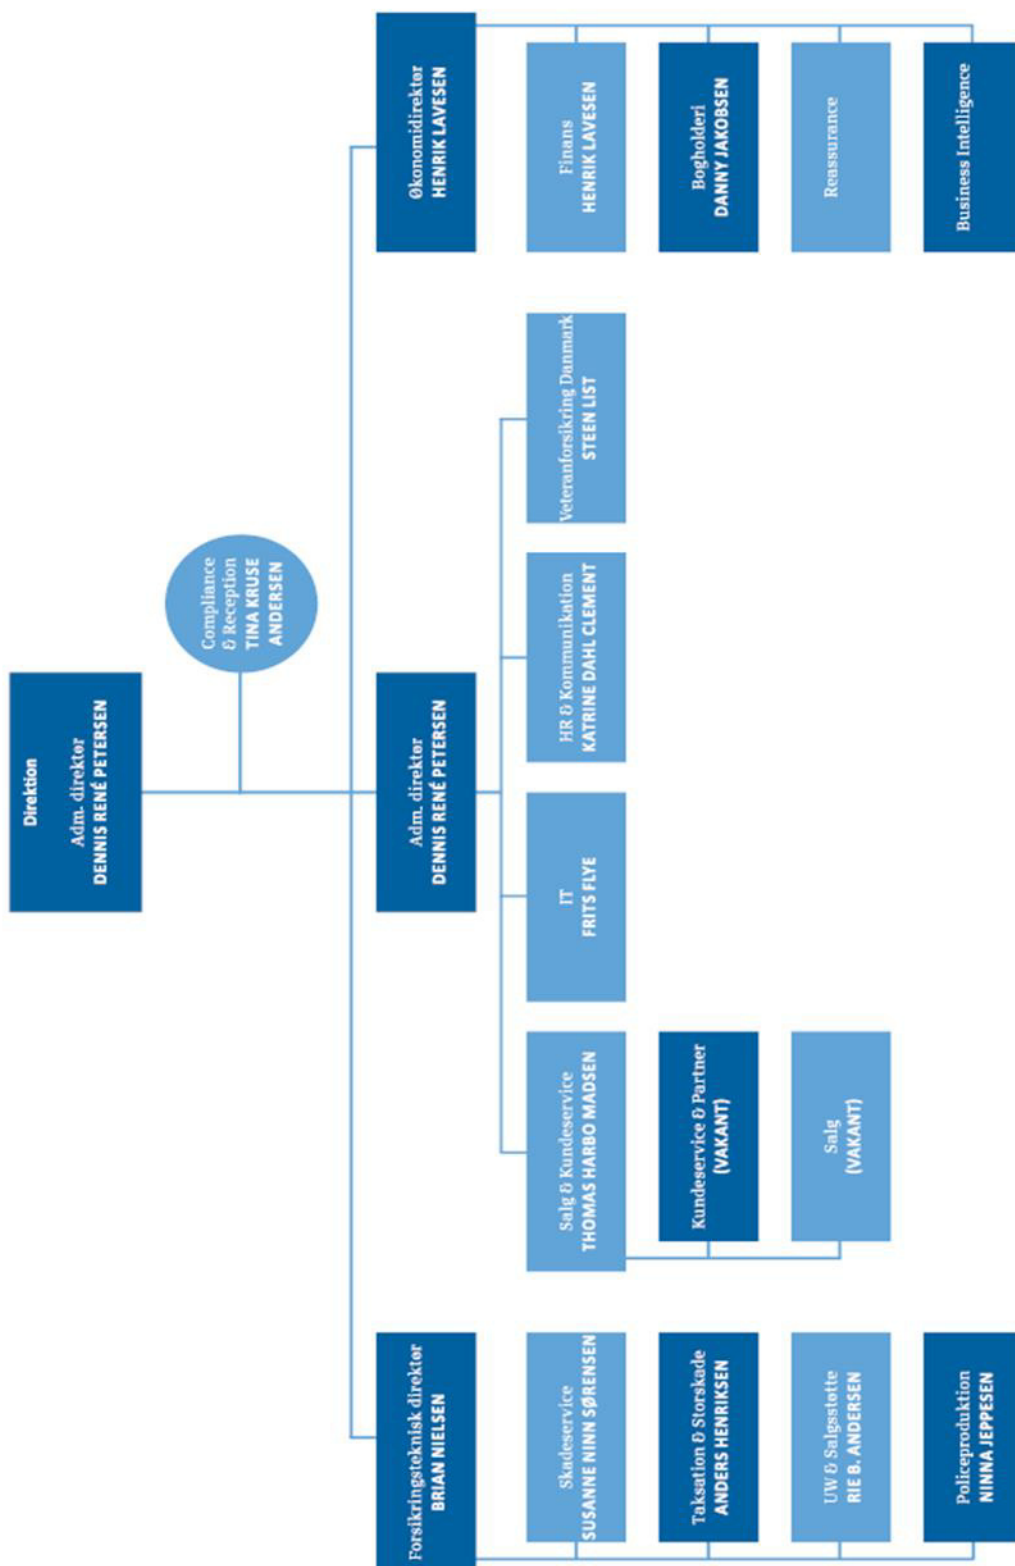 Direktion
Adm. direktør
DENNIS RENÉ PETERSEN
Compliance
& Reception
TINA KRUSE
ANDERSEN
Forsikringsteknisk direktør
BRIAN NIELSEN
Adm. direktør
DENNIS RENÉ PETERSEN
Økonomidirektør
HENRIK LAVESEN
Skadeservice
SUSANNE NINN SØRENSEN
Salg & Kundeservice
THOMAS HARBO MADSEN
IT
FRITS FLYE
HR & Kommunikation
KATRINE DAHL CLEMENT
Veteranforsikring Danmark
STEEN LIST
Finans
HENRIK LAVESEN
Taksation & Storskade
ANDERS HENRIKSEN
Kundeservice & Partner
(VAKANT)
Bogholderi
DANNY JAKOBSEN
UW & Salgsstøtte
RIE B. ANDERSEN
Salg
(VAKANT)
Reassurance
Policeproduktion
NINNA JEPPESEN
Business Intelligence